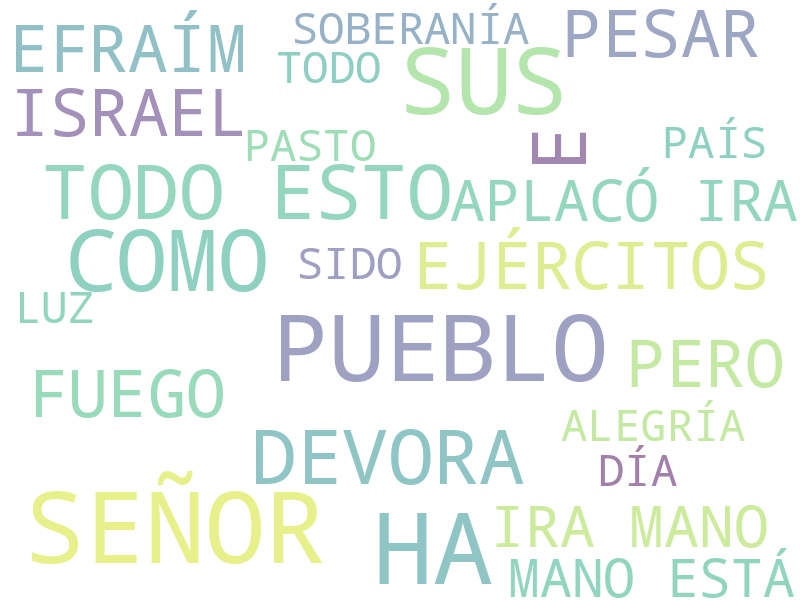 SOBERANÍA
PESAR
EFRAÍM
TODO
SUS
ISRAEL
PASTO
E
PAÍS
TODO ESTO
APLACÓ IRA
COMO
SIDO
EJÉRCITOS
LUZ
PUEBLO
PERO
FUEGO
ALEGRÍA
DEVORA
DÍA
SEÑOR
HA
IRA MANO
MANO ESTÁ